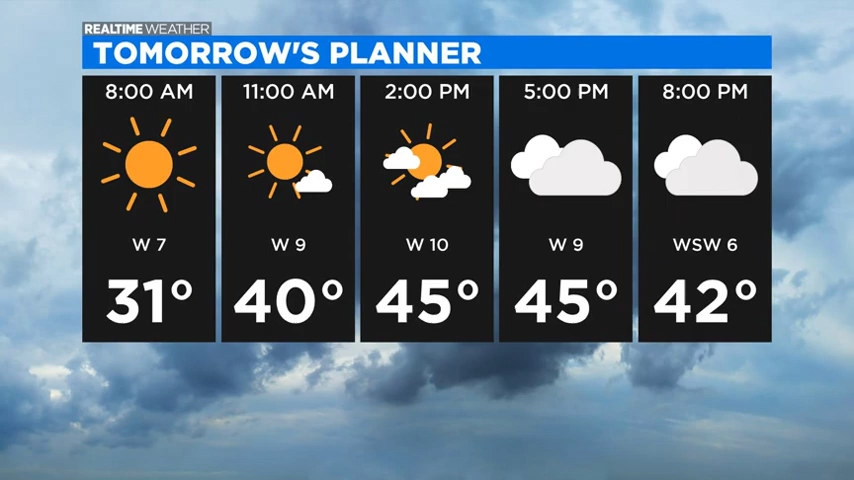 REALTIME WEATHER
TOMORROW'S PLANNER
8:00 AM
W 7
31°
11:00 AM
W 9
40°
2:00 PM
W 10
45°
5:00 PM
W 9
45°
8:00 PM
WSW 6
42°